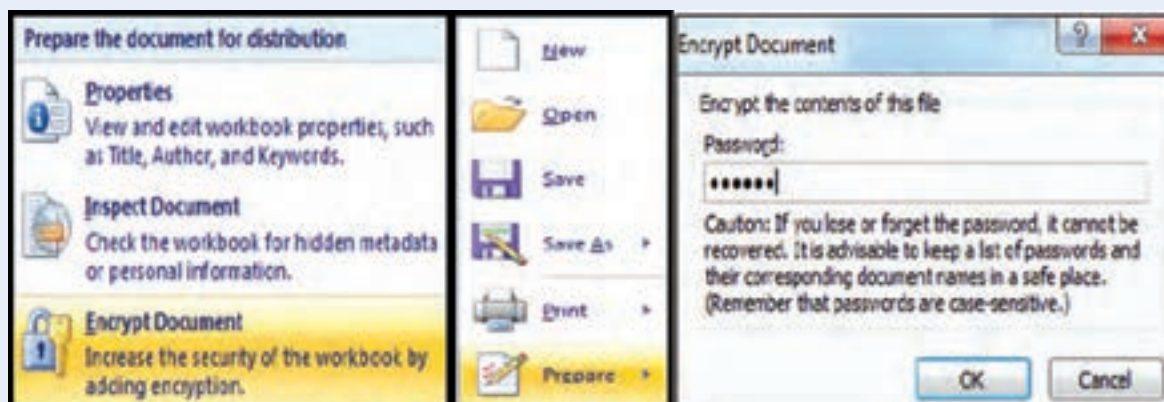 Prepare the document for distribution
Properties
View and edit workbook properties, such
as Title, Author, and Keywords.
Inspect Document
Check the workbook for hidden metadata
or personal information.
Encrypt Document
Increase the security of the workbook by
adding encryption.
New
Open
Save
Save As
Print
Prepare
Encrypt Document
Encrypt the contents of this file
Password:
••••••
Caution: If you lose or forget the password, it cannot be
recovered. It is advisable to keep a list of passwords and
their corresponding document names in a safe place.
(Remember that passwords are case-sensitive.)
OK
Cancel